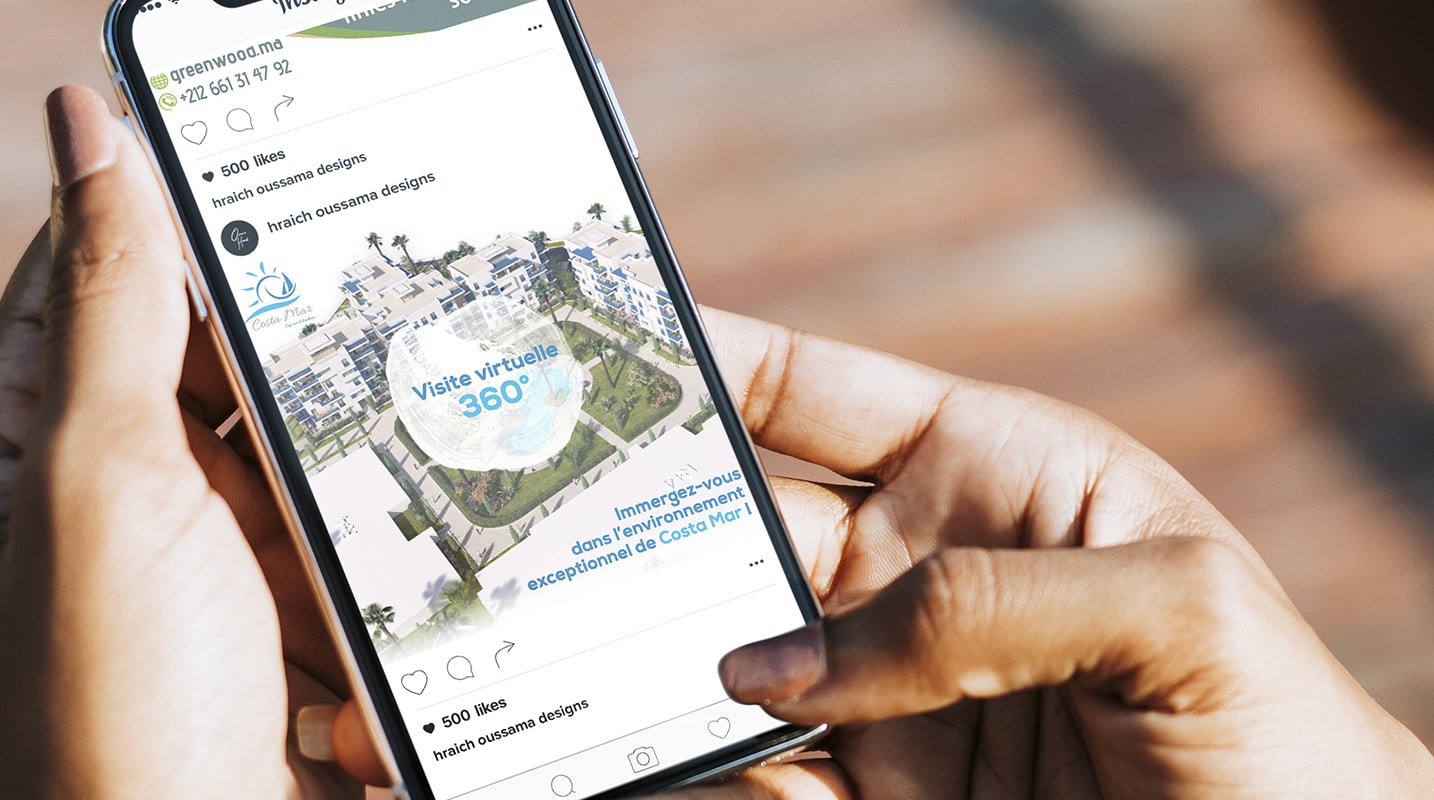 greenwood.ma
+212 661 31 47 92
500 likes
hraich oussama designs
hraich oussama designs
Costa Mar
Visite virtuelle
360°
Immergez-vous
dans l'environnement
exceptionnel de Costa Mar I
500 likes
hraich oussama designs